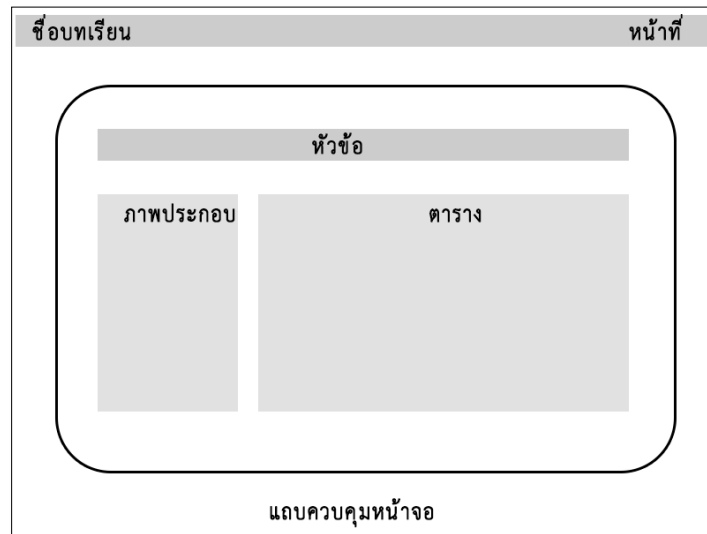 ชื่อบทเรียน หน้าที่
หัวข้อ
ภาพประกอบ ตาราง
แถบควบคุมหน้าจอ